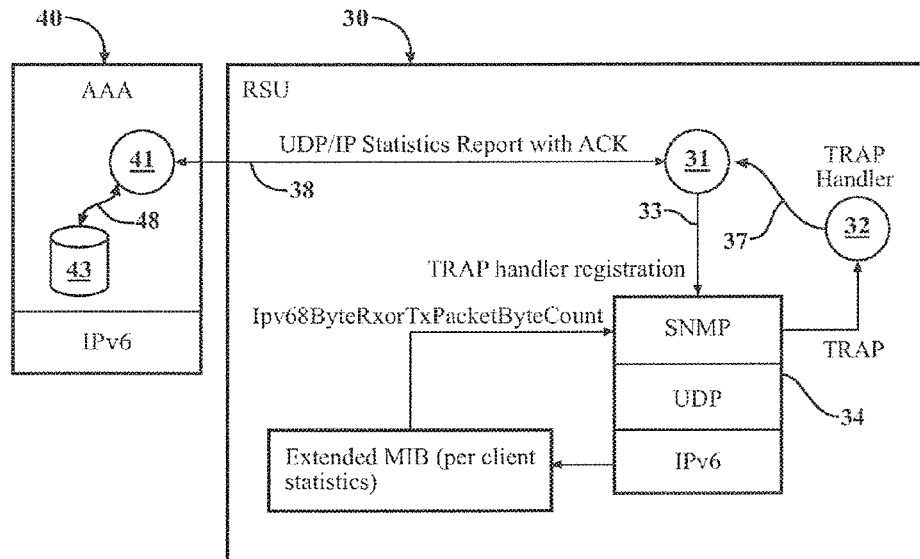 40
30
AAA
RSU
UDP/IP Statistics Report with ACK
41
31
TRAP
Handler
38
48
33
37
32
43
TRAP handler registration
Ipv68ByteRxorTxPacketByteCount
IPv6
SNMP
TRAP
UDP
34
Extended MIB (per client
statistics)
IPv6